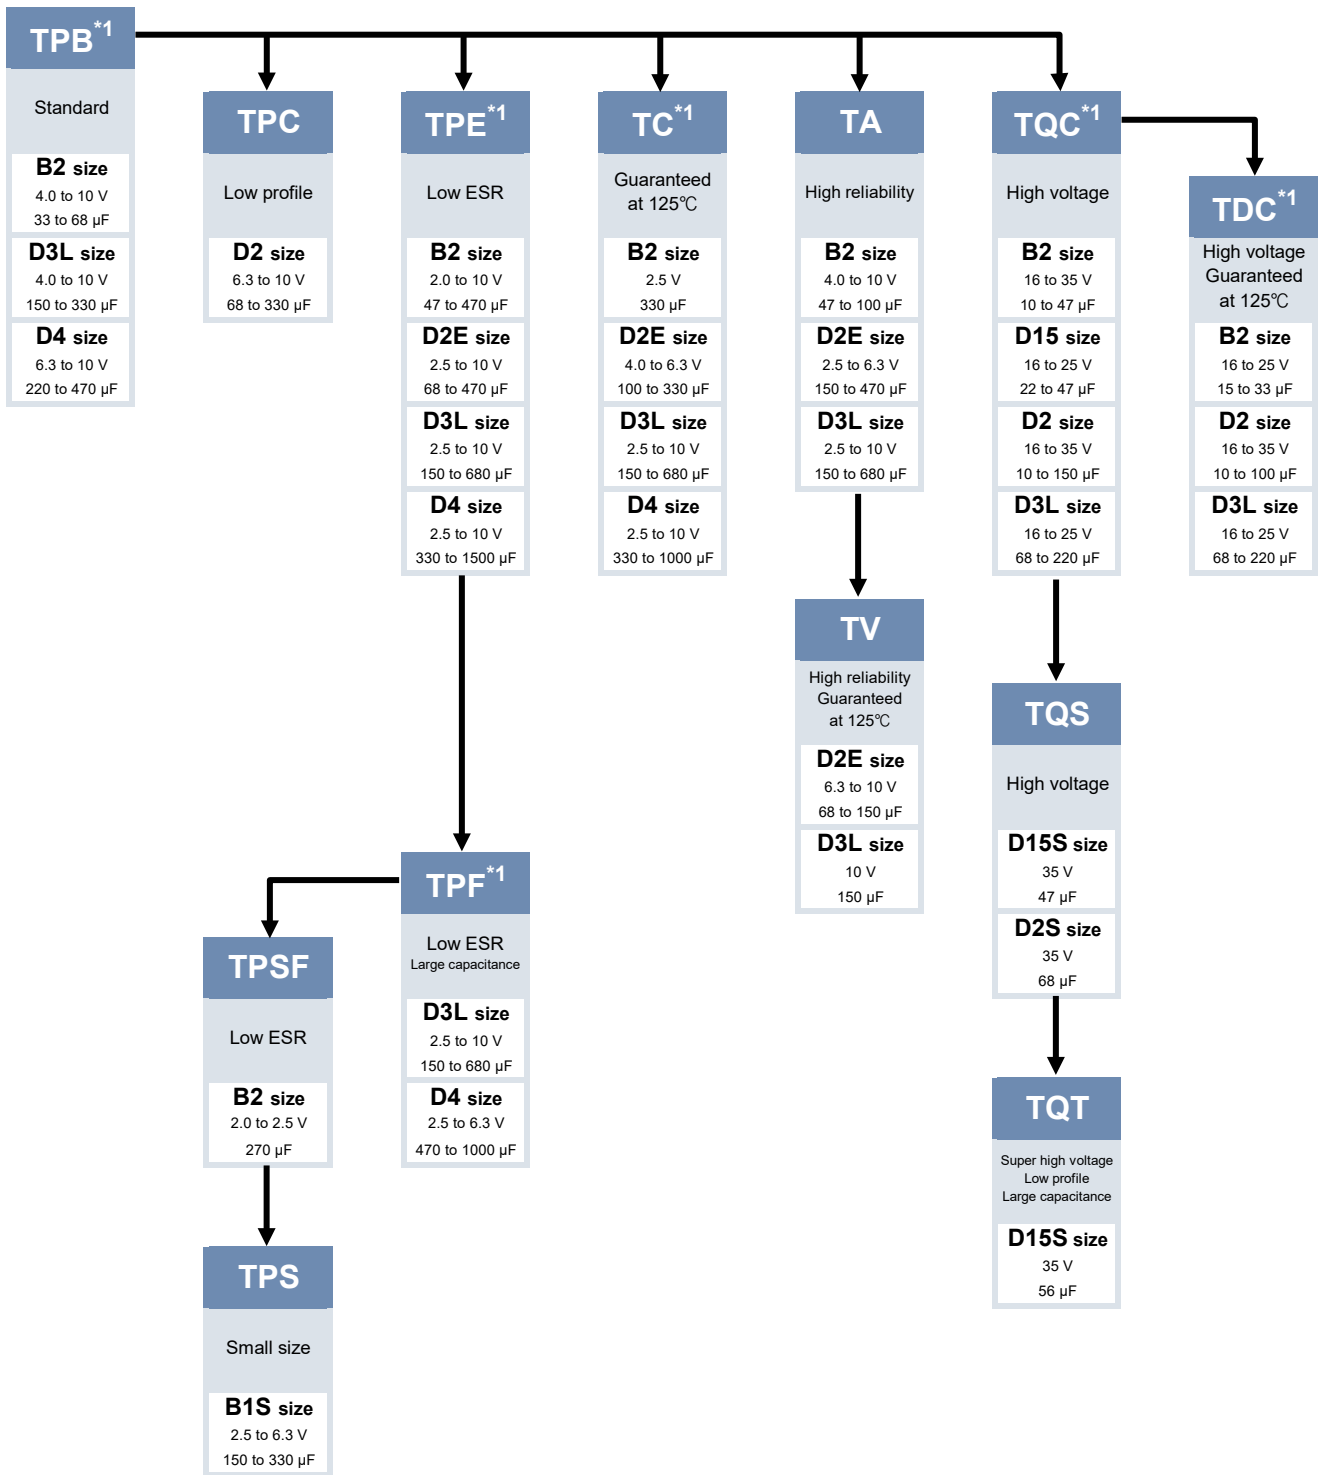 TPB*1
Standard
B2 size
4.0 to 10 V
33 to 68 µF
D3L size
4.0 to 10 V
150 to 330 µF
D4 size
6.3 to 10 V
220 to 470 µF
TPC
Low profile
D2 size
6.3 to 10 V
68 to 330 µF
TPE*1
Low ESR
B2 size
2.0 to 10 V
47 to 470 µF
D2E size
2.5 to 10 V
68 to 470 µF
D3L size
2.5 to 10 V
150 to 680 µF
D4 size
2.5 to 10 V
330 to 1500 µF
TC*1
Guaranteed
at 125℃
B2 size
2.5 V
330 µF
D2E size
4.0 to 6.3 V
100 to 330 µF
D3L size
2.5 to 10 V
150 to 680 µF
D4 size
2.5 to 10 V
330 to 1000 µF
TA
High reliability
B2 size
4.0 to 10 V
47 to 100 µF
D2E size
2.5 to 6.3 V
150 to 470 µF
D3L size
2.5 to 10 V
150 to 680 µF
TQC*1
High voltage
B2 size
16 to 35 V
10 to 47 µF
D15 size
16 to 25 V
22 to 47 µF
D2 size
16 to 35 V
10 to 150 µF
D3L size
16 to 25 V
68 to 220 µF
TDC*1
High voltage
Guaranteed
at 125℃
B2 size
16 to 25 V
15 to 33 µF
D2 size
16 to 35 V
10 to 100 µF
D3L size
16 to 25 V
68 to 220 µF
TV
High reliability
Guaranteed
at 125℃
D2E size
6.3 to 10 V
68 to 150 µF
D3L size
10 V
150 µF
TQS
High voltage
D15S size
35 V
47 µF
D2S size
35 V
68 µF
TPF*1
Low ESR
Large capacitance
D3L size
2.5 to 10 V
150 to 680 µF
D4 size
2.5 to 6.3 V
470 to 1000 µF
TPSF
Low ESR
B2 size
2.0 to 2.5 V
270 µF
TQT
Super high voltage
Low profile
Large capacitance
D15S size
35 V
56 µF
TPS
Small size
B1S size
2.5 to 6.3 V
150 to 330 µF